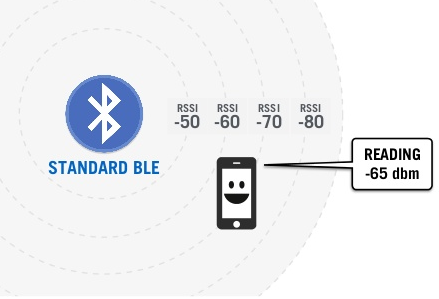 RSSI RSSI RSSI RSSI
-50 -60 -70 -80
STANDARD BLE
READING
-65 dbm